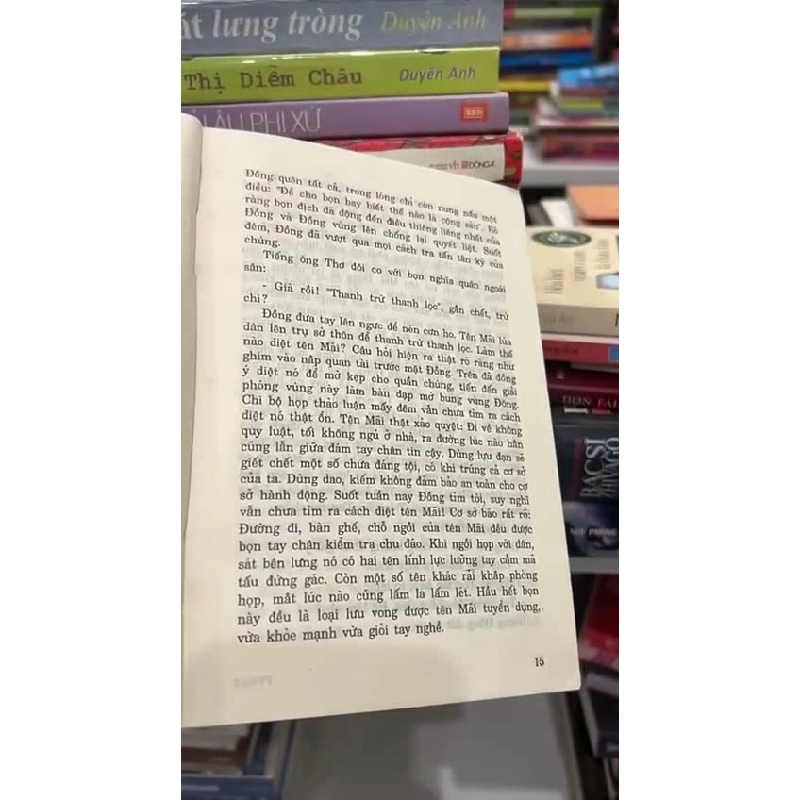 át lưng tròng Duyên Anh
Thị Diễm Châu Duyên Anh
LẬU PHI XỨ
ĐÔNG A
Đồng quên tất cả, trong lòng chỉ còn nung nấu một
điều: "Để cho bọn bay biết thế nào là cộng sản". Rõ
ràng bọn địch đã động đến điều thiêng liêng nhất của
Đồng và Đồng vùng lên chống lại quyết liệt. Suốt
đêm, Đồng đã vượt qua mọi cách tra tấn tân kỳ của
chúng.
Tiếng ông Thơ đôi co với bọn nghĩa quân ngoài
sân:
- Già rồi! "Thanh trừ thanh lọc", gần chết, trừ
chi?
Đồng đưa tay lên ngực để nén cơn ho. Tên Mãi lùa
dân lên trụ sở thôn để thanh trừ thanh lọc. Làm thế
nào diệt tên Mãi? Câu hỏi hiện ra thật rõ ràng như
ghim vào nắp quan tài trước mặt Đồng. Trên đã đồng
ý diệt nó để mở kẹp cho quần chúng, tiến đến giải
phóng vùng này làm bàn đạp mở bung vùng Đông.
Chi bộ họp thảo luận mấy đêm vẫn chưa tìm ra cách
diệt nó thật ổn. Tên Mãi thật xảo quyệt: Đi về không
quy luật, tối không ngủ ở nhà, ra đường lúc nào hắn
cũng lẫn giữa đám tay chân tin cậy. Dùng lựu đạn sẽ
giết chết một số chưa đáng tội, có khi trúng cả cơ sở
của ta. Dùng dao, kiếm không đảm bảo an toàn cho cơ
sở hành động. Suốt tuần nay Đồng tìm tòi, suy nghĩ
vẫn chưa tìm ra cách diệt tên Mãi! Cơ sở báo rất rõ:
Đường đi, bàn ghế, chỗ ngồi của tên Mãi đều được
bọn tay chân kiểm tra chu đáo. Khi ngồi họp với dân,
sát bên lưng nó có hai tên lính lực lưỡng tay cầm mã
tấu đứng gác. Còn một số tên khác rải khắp phòng
họp, mắt lúc nào cũng lấm la lấm lét. Hầu hết bọn
này đều là loại lưu vong được tên Mãi tuyển dụng,
vừa khỏe mạnh vừa giỏi tay nghề.
15
BÁC SĨ
ZHIVAGO